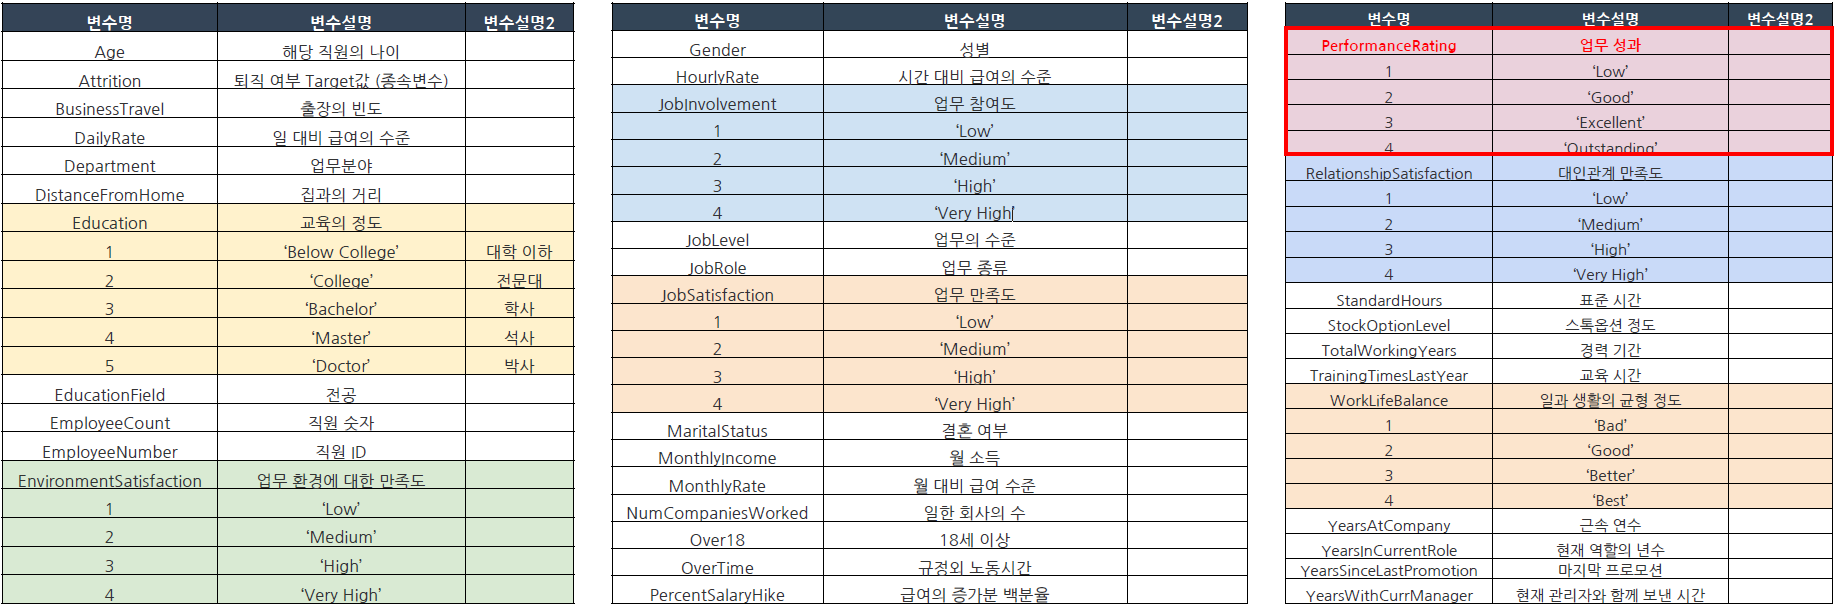 변수명 변수설명 변수설명2
Age 해당 직원의 나이
Attrition 퇴직 여부 Target값 (종속변수)
BusinessTravel 출장의 빈도
DailyRate 일 대비 급여의 수준
Department 업무분야
DistanceFromHome 집과의 거리
Education 교육의 정도
1 ‘Below College’ 대학 이하
2 ‘College’ 전문대
3 ‘Bachelor’ 학사
4 ‘Master’ 석사
5 ‘Doctor’ 박사
EducationField 전공
EmployeeCount 직원 숫자
EmployeeNumber 직원 ID
EnvironmentSatisfaction 업무 환경에 대한 만족도
1 ‘Low’
2 ‘Medium’
3 ‘High’
4 ‘Very High’
변수명 변수설명 변수설명2
Gender 성별
HourlyRate 시간 대비 급여의 수준
JobInvolvement 업무 참여도
1 ‘Low’
2 ‘Medium’
3 ‘High’
4 ‘Very High’
JobLevel 업무의 수준
JobRole 업무 종류
JobSatisfaction 업무 만족도
1 ‘Low’
2 ‘Medium’
3 ‘High’
4 ‘Very High’
MaritalStatus 결혼 여부
MonthlyIncome 월 소득
MonthlyRate 월 대비 급여 수준
NumCompaniesWorked 일한 회사의 수
Over18 18세 이상
OverTime 규정외 노동시간
PercentSalaryHike 급여의 증가분 백분율
변수명 변수설명 변수설명2
PerformanceRating 업무 성과
1 ‘Low’
2 ‘Good’
3 ‘Excellent’
4 ‘Outstanding’
RelationshipSatisfaction 대인관계 만족도
1 ‘Low’
2 ‘Medium’
3 ‘High’
4 ‘Very High’
StandardHours 표준 시간
StockOptionLevel 스톡옵션 정도
TotalWorkingYears 경력 기간
TrainingTimesLastYear 교육 시간
WorkLifeBalance 일과 생활의 균형 정도
1 ‘Bad’
2 ‘Good’
3 ‘Better’
4 ‘Best’
YearsAtCompany 근속 연수
YearsInCurrentRole 현재 역할의 년수
YearsSinceLastPromotion 마지막 프로모션
YearsWithCurrManager 현재 관리자와 함께 보낸 시간